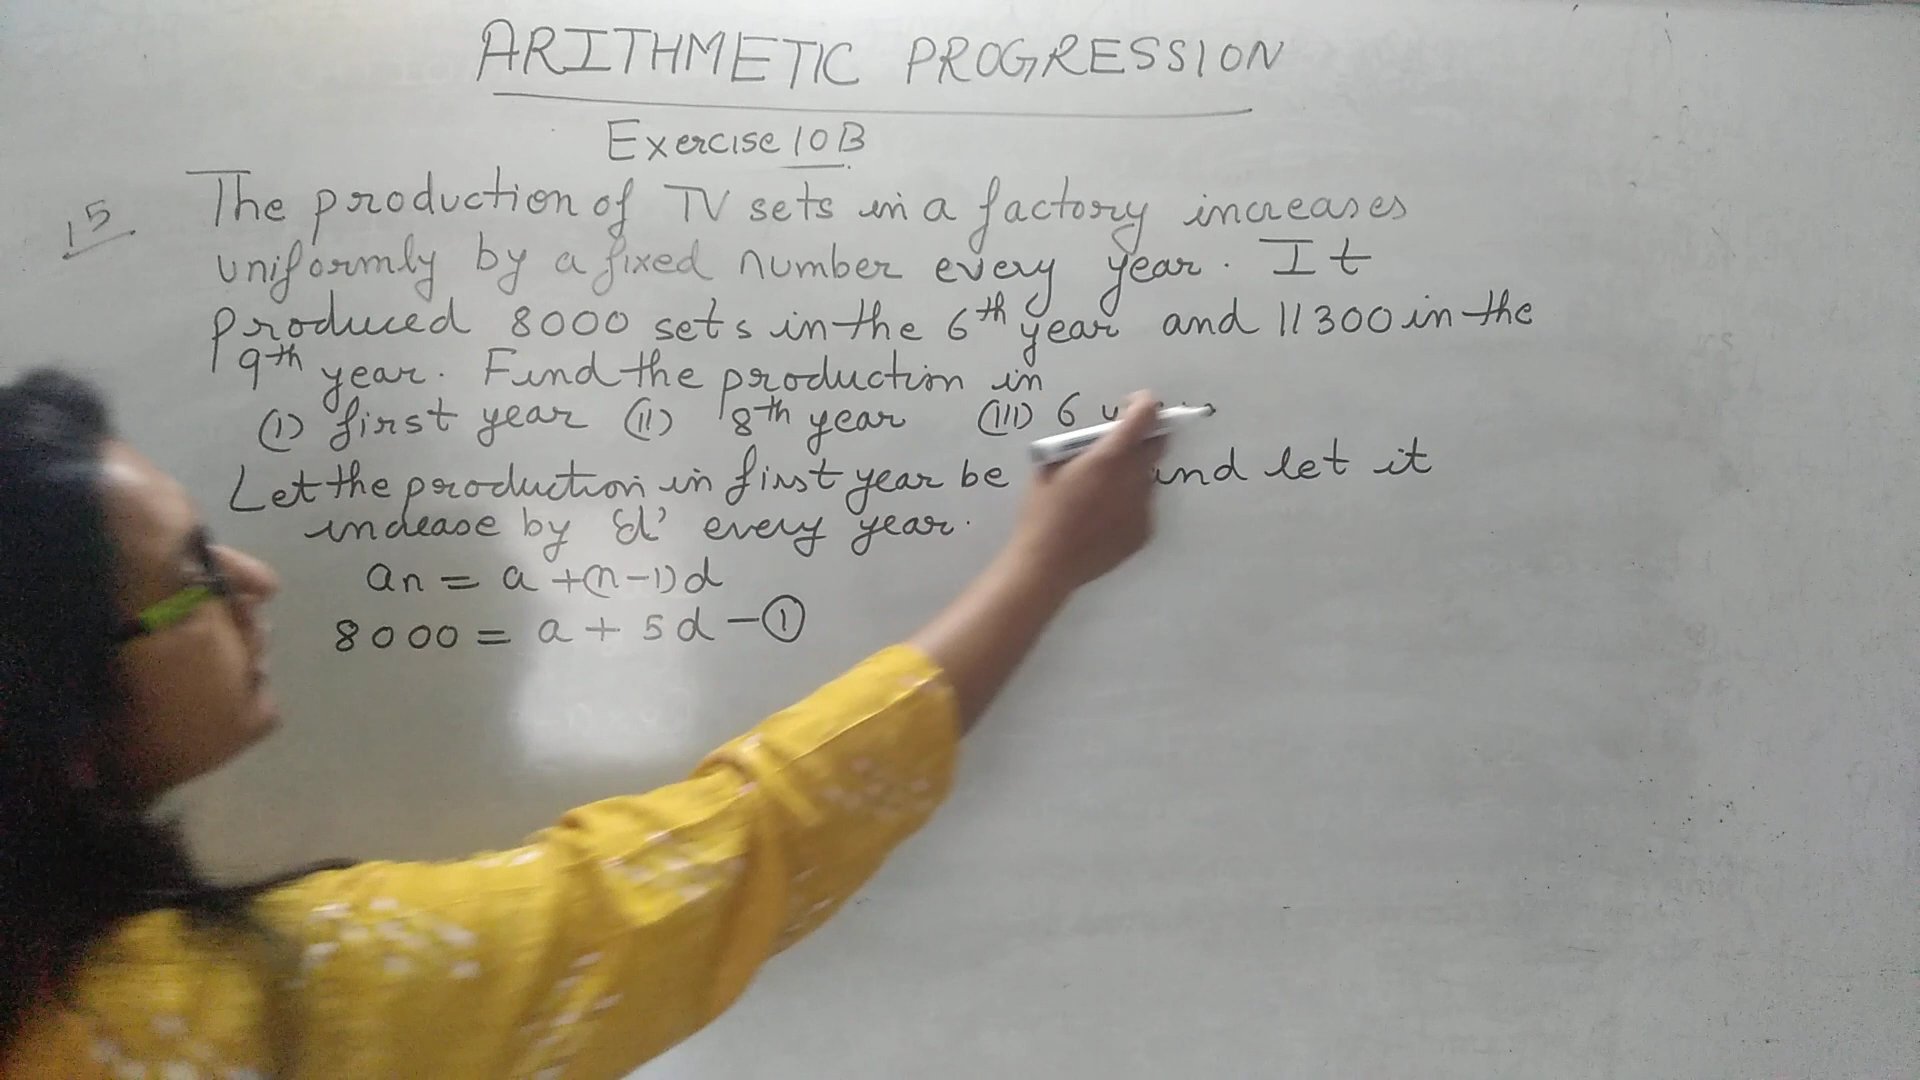 ARITHMETIC PROGRESSION
Exercise 10B
15 The production of TV sets in a factory increases
uniformly by a fixed number every year. It
produced 8000 sets in the 6th year and 11300 in the
9th year. Find the production in
(I) first year (II) 8th year (III) 6
Let the production in first year be and let it
incease by 'd' every year.
an = a + (n-1)d
8000 = a + 5d - ①